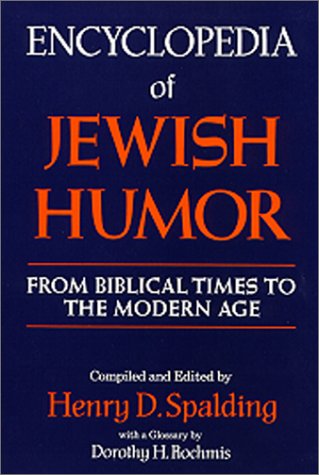 ENCYCLOPEDIA
of
JEWISH
HUMOR
FROM BIBLICAL TIMES TO
THE MODERN AGE
Compiled and Edited by
Henry D. Spalding
with a Glossary by
Dorothy H. Rochmis